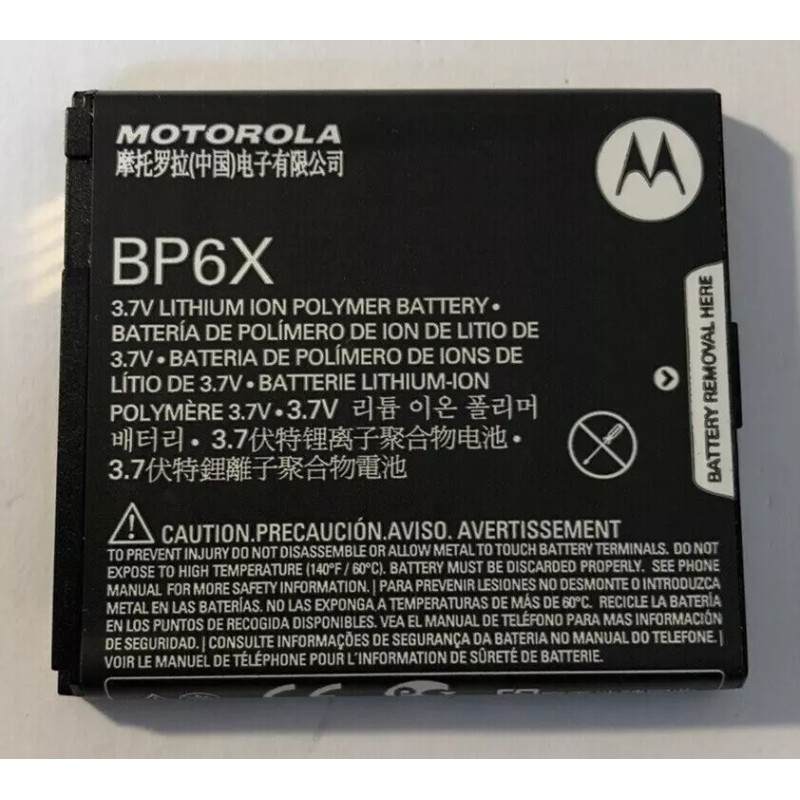 MOTOROLA
摩托罗拉(中国)电子有限公司
BP6X
3.7V LITHIUM ION POLYMER BATTERY •
BATERÍA DE POLÍMERO DE ION DE LITIO DE
3.7V • BATERIA DE POLÍMERO DE IONS DE
LÍTIO DE 3.7V • BATTERIE LITHIUM-ION
POLYMÈRE 3.7V • 3.7V 리튬 이온 폴리머
배터리 • 3.7伏特锂离子聚合物电池 •
3.7伏特鋰離子聚合物電池
BATTERY REMOVAL HERE
CAUTION.PRECAUCIÓN.AVISO. AVERTISSEMENT
TO PREVENT INJURY DO NOT DISASSEMBLE OR ALLOW METAL TO TOUCH BATTERY TERMINALS. DO NOT
EXPOSE TO HIGH TEMPERATURE (140°F / 60°C). BATTERY MUST BE DISCARDED PROPERLY. SEE PHONE
MANUAL FOR MORE SAFETY INFORMATION. | PARA PREVENIR LESIONES NO DESMONTE O INTRODUZCA
METAL EN LAS BATERÍAS. NO LAS EXPONGA A TEMPERATURAS DE MÁS DE 60°C. RECICLE LA BATERÍA
EN LOS PUNTOS DE RECOGIDA DISPONIBLES. VEA EL MANUAL DE TELÉFONO PARA MÁS INFORMACIÓN
DE SEGURIDAD. | CONSULTE INFORMAÇÕES DE SEGURANÇA DA BATERIA NO MANUAL DO TELEFONE. |
VOIR LE MANUEL DE TÉLÉPHONE POUR L'INFORMATION DE SÛRETÉ DE BATTERIE.